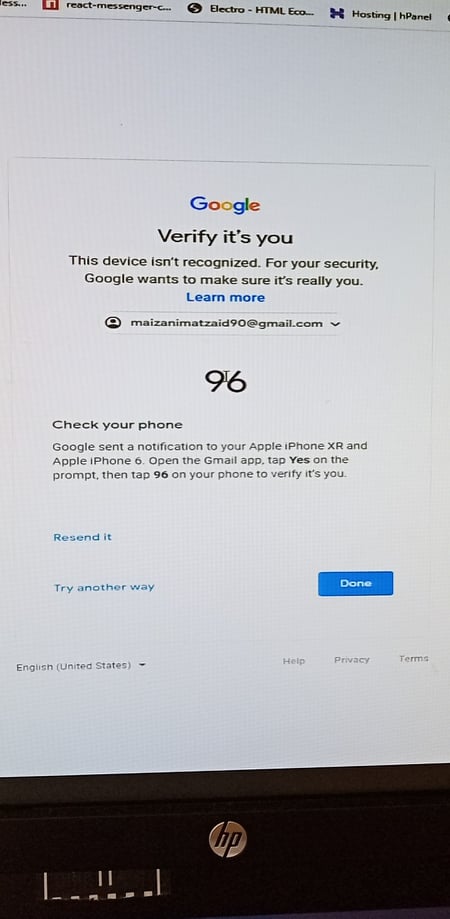 ess...
react-messenger-c...
Electro - HTML Eco...
Hosting | hPanel
Google
Verify it's you
This device isn't recognized. For your security,
Google wants to make sure it's really you.
Learn more
maizanimatzaid90@gmail.com
96
Check your phone
Google sent a notification to your Apple iPhone XR and
Apple iPhone 6. Open the Gmail app, tap Yes on the
prompt, then tap 96 on your phone to verify it's you.
Resend it
Try another way
Done
English (United States)
Help
Privacy
Terms
hp